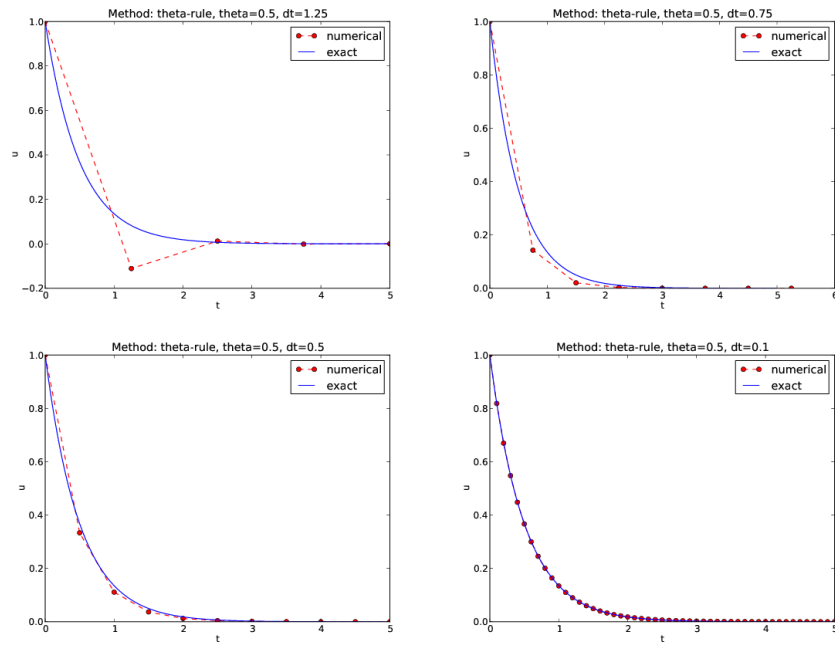 Method: theta-rule, theta=0.5, dt=1.25
1.0
0.8
0.6
0.4
0.2
0.0
−0.2
u
0 1 2 3 4 5
t
numerical
exact
Method: theta-rule, theta=0.5, dt=0.75
1.0
0.8
0.6
0.4
0.2
0.0
u
0 1 2 3 4 5 6
t
numerical
exact
Method: theta-rule, theta=0.5, dt=0.5
1.0
0.8
0.6
0.4
0.2
0.0
u
0 1 2 3 4 5
t
numerical
exact
Method: theta-rule, theta=0.5, dt=0.1
1.0
0.8
0.6
0.4
0.2
0.0
u
0 1 2 3 4 5
t
numerical
exact